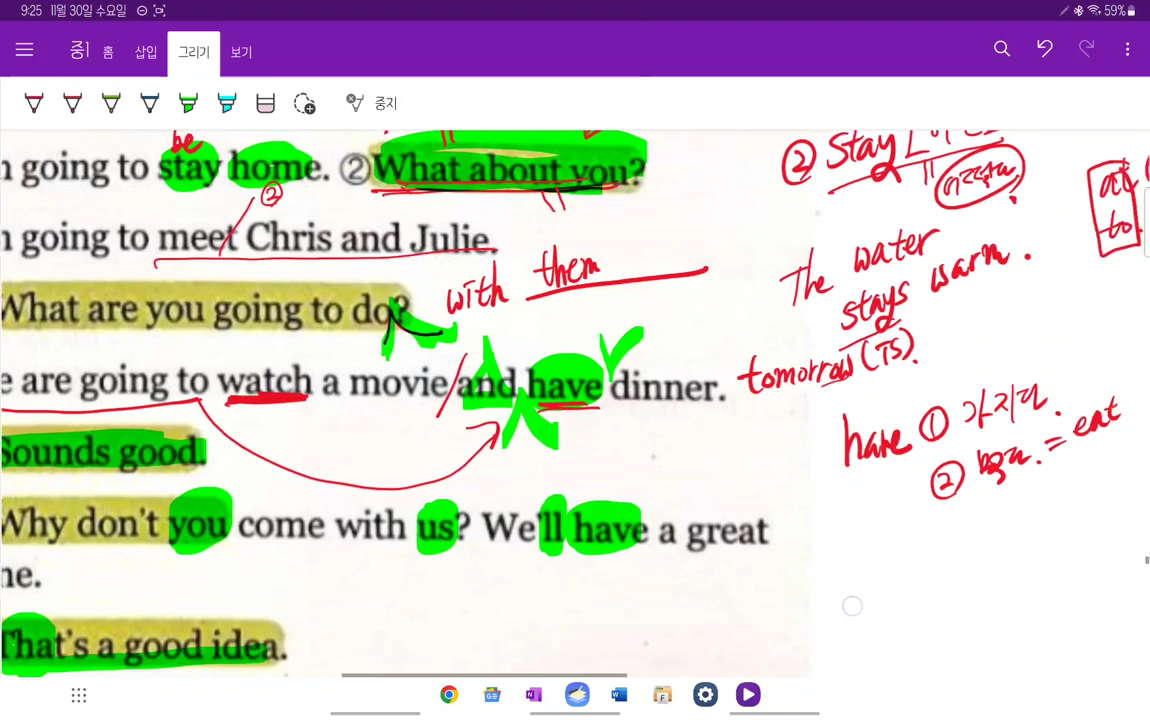 9:25 11월 30일 수요일 59%
중1 홈 삽입 그리기 보기
중지
be
going to stay home. ②What about you?
②
going to meet Chris and Julie.
with them
What are you going to do?
e are going to watch a movie and have dinner.
Sounds good.
Why don't you come with us? We'll have a great
me.
That's a good idea.
② stay
at
to
The water
stays warm.
tomorrow (TS).
have ① 가지다.
② 먹다. = eat